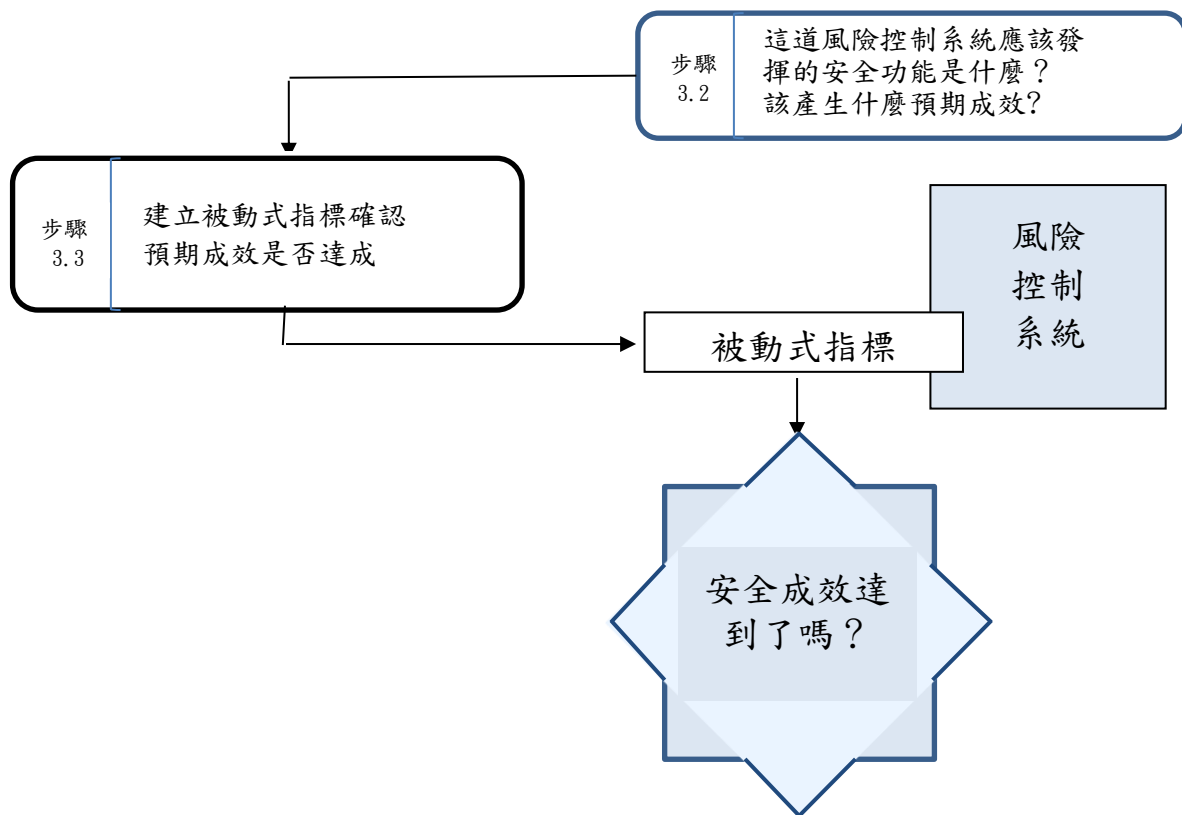 步驟
3.2
這道風險控制系統應該發
揮的安全功能是什麼？
該產生什麼預期成效?
步驟
3.3
建立被動式指標確認
預期成效是否達成
風險
控制
系統
被動式指標
安全成效達
到了嗎？